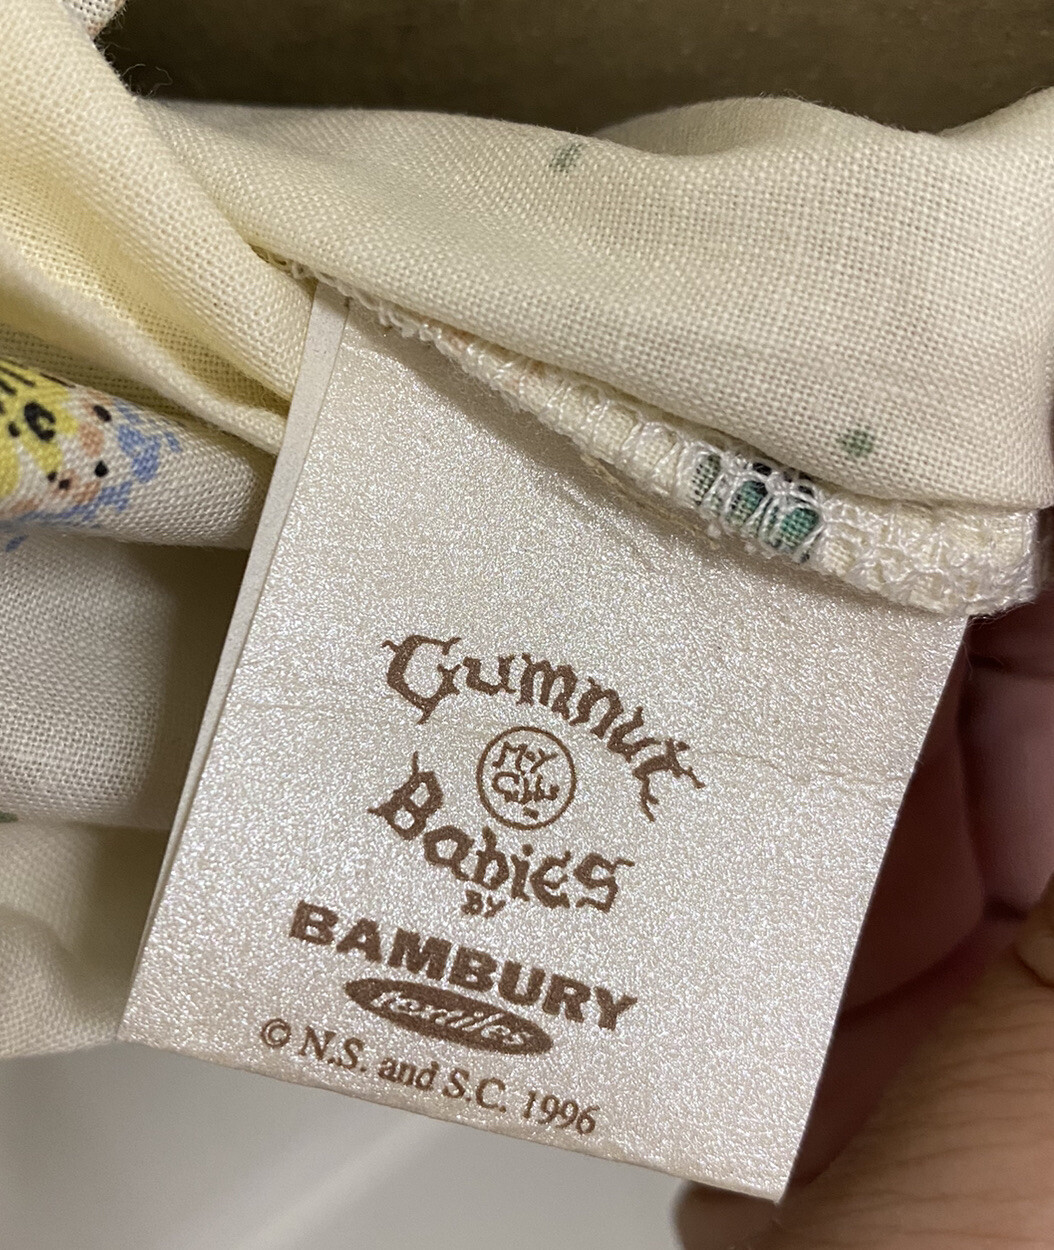 Gumnut
M·Y
Babies
BY
BAMBURY
textiles
© N.S. and S.C. 1996